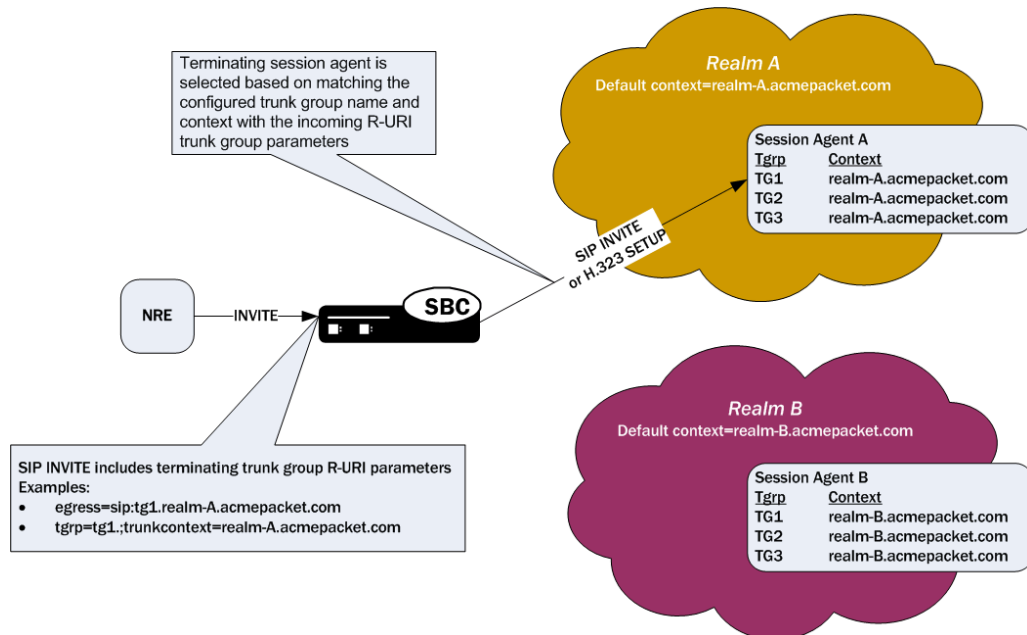 Terminating session agent is
selected based on matching the
configured trunk group name and
context with the incoming R-URI
trunk group parameters
Realm A
Default context=realm-A.acmepacket.com
Session Agent A
Tgrp Context
TG1 realm-A.acmepacket.com
TG2 realm-A.acmepacket.com
TG3 realm-A.acmepacket.com
SIP INVITE
or H.323 SETUP
NRE
INVITE
SBC
Realm B
Default context=realm-B.acmepacket.com
Session Agent B
Tgrp Context
TG1 realm-B.acmepacket.com
TG2 realm-B.acmepacket.com
TG3 realm-B.acmepacket.com
SIP INVITE includes terminating trunk group R-URI parameters
Examples:
• egress=sip:tg1.realm-A.acmepacket.com
• tgrp=tg1.;trunkcontext=realm-A.acmepacket.com